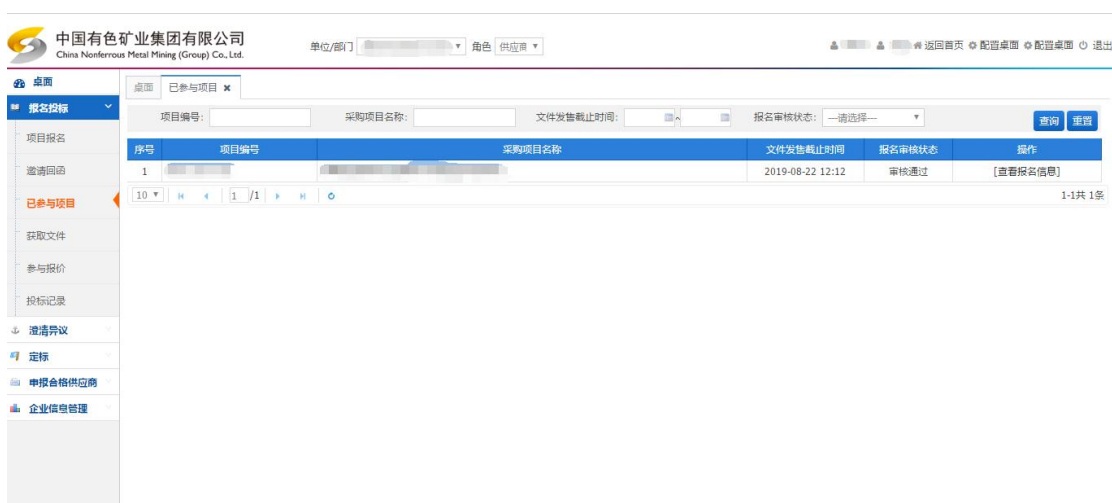 中国有色矿业集团有限公司
China Nonferrous Metal Mining (Group) Co., Ltd.
单位/部门 角色 供应商 返回首页 配置桌面 配置桌面 退出
桌面
报名投标
项目报名
邀请回函
已参与项目
获取文件
参与报价
投标记录
澄清异议
定标
申报合格供应商
企业信息管理
桌面 已参与项目
项目编号: 采购项目名称: 文件发售截止时间: 报名审核状态: ---请选择--- 查询 重置
序号 项目编号 采购项目名称 文件发售截止时间 报名审核状态 操作
1 2019-08-22 12:12 审核通过 [查看报名信息]
10 1 /1 1-1共 1条